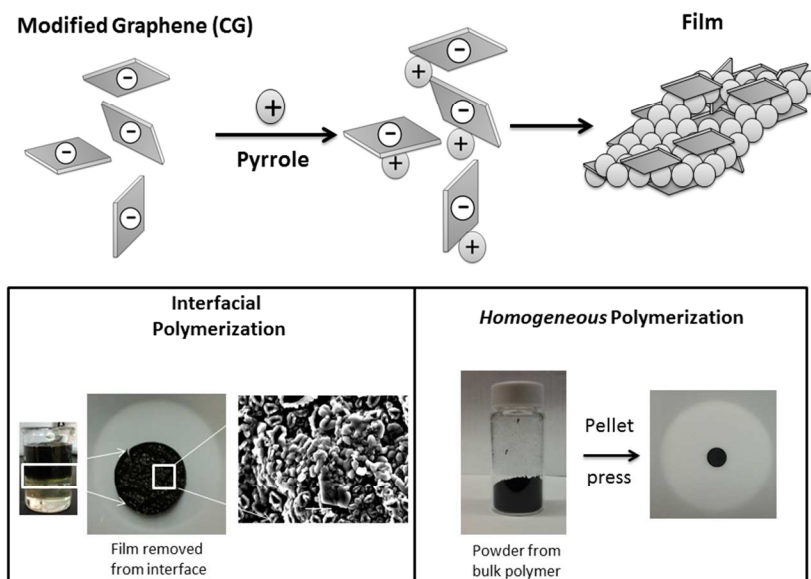 Modified Graphene (CG)
Film
−
−
−
−
+
Pyrrole
−
+
−
−
+
+
−
+
Interfacial
Polymerization
Homogeneous Polymerization
Film removed
from interface
Pellet
press
Powder from
bulk polymer